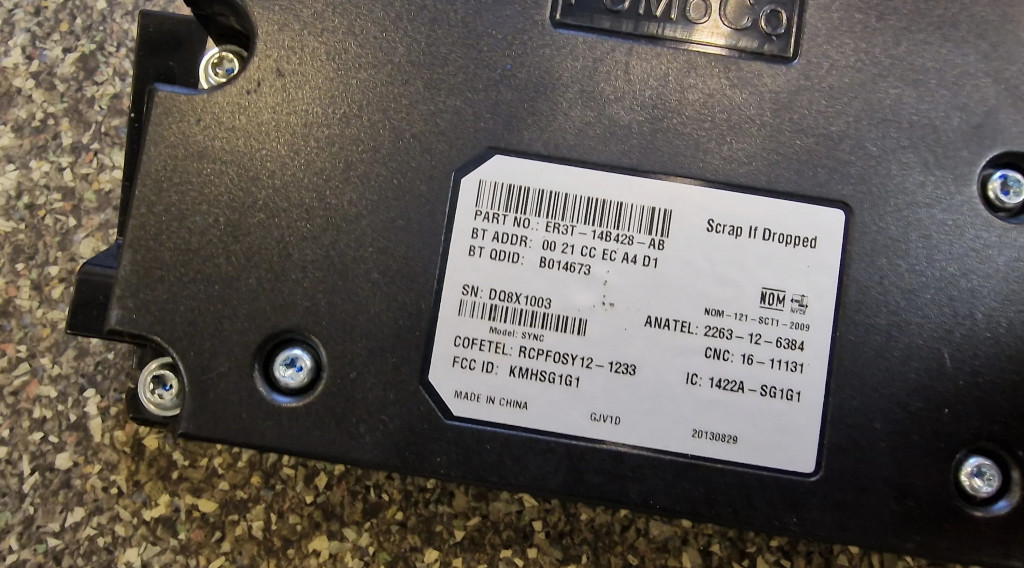 FoMoCo
PART NO.: ER3T-14B428-AB
BT ADDR: 00 21 CC EC A4 D1
BT QDID: B014673
Scrap If Dropped
SN: DQ8X1003
Model: SYNC
COFETEL: RCPFOSY12-1233
FCC ID: KMHSG1G1
NOM
NYCE
NOM-121-SCT1-2009
ANATEL: 2263-12-6384
CNC: 16-11131
IC: 1422A-SG1G1
MADE IN CHINA
GJV1D
20130829